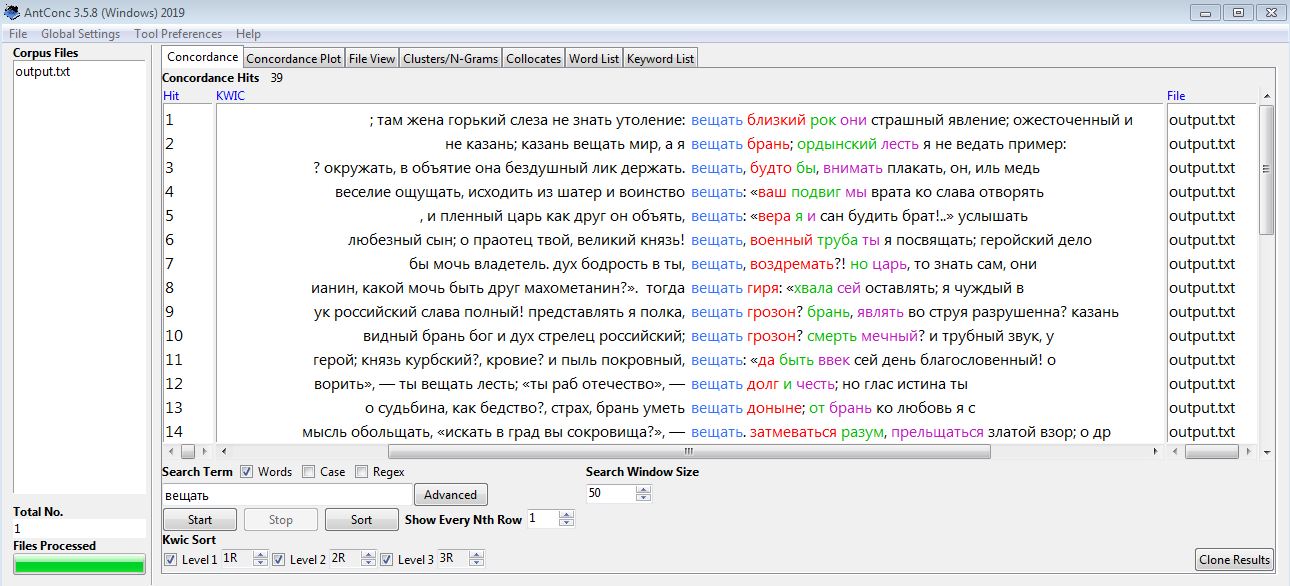 AntConc 3.5.8 (Windows) 2019
File Global Settings Tool Preferences Help
Corpus Files
output.txt
Concordance Concordance Plot File View Clusters/N-Grams Collocates Word List Keyword List
Concordance Hits 39
Hit KWIC File
1 ; там жена горький слеза не знать утоление: вещать близкий рок они страшный явление; ожесточенный и output.txt
2 не казань; казань вещать мир, а я вещать брань; ордынский лесть я не ведать пример: output.txt
3 ? окружать, в объятие она бездушный лик держать. вещать, будто бы, внимать плакать, он, иль медь output.txt
4 веселие ощущать, исходить из шатер и воинство вещать: «ваш подвиг мы врата ко слава отворять output.txt
5 , и пленный царь как друг он объять, вещать: «вера я и сан будить брат!..» услышать output.txt
6 любезный сын; о праотец твой, великий князь! вещать, военный труба ты я посвящать; геройский дело output.txt
7 бы мочь владетель. дух бодрость в ты, вещать, воздремать?! но царь, то знать сам, они output.txt
8 ианин, какой мочь быть друг махометанин?». тогда вещать гиря: «хвала сей оставлять; я чуждый в output.txt
9 ук российский слава полный! представлять я полка, вещать грозон? брань, являть во струя разрушенна? казань output.txt
10 видный брань бог и дух стрелец российский; вещать грозон? смерть мечный? и трубный звук, у output.txt
11 герой; князь курбский?, кровие? и пыль покровный, вещать: «да быть ввек сей день благословенный! о output.txt
12 ворить», — ты вещать лесть; «ты раб отечество», — вещать долг и честь; но глас истина ты output.txt
13 о судьбина, как бедство?, страх, брань уметь вещать доныне; от брань ко любовь я с output.txt
14 мысль обольщать, «искать в град вы сокровища?», — вещать. затмеваться разум, прельщаться златой взор; о др output.txt
Search Term Words Case Regex Search Window Size
вещать Advanced 50
Start Stop Sort Show Every Nth Row 1
Total No.
1
Files Processed
Kwic Sort
Level 1 1R Level 2 2R Level 3 3R Clone Results